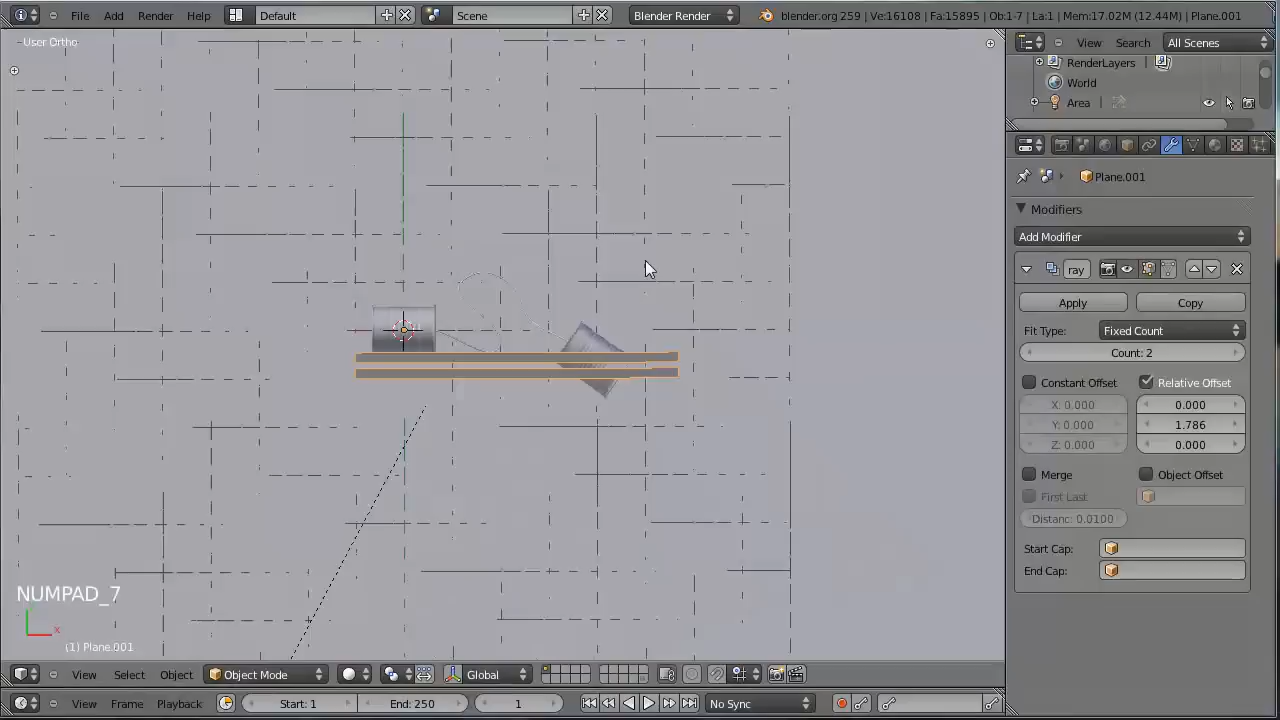 File Add Render Help Default Scene Blender Render blender.org 259 | Ve:16108 | Fa:15895 | Ob:1-7 | La:1 | Mem:17.02M (12.44M) | Plane.001
User Ortho
View Search All Scenes
RenderLayers |
World
Area |
Plane.001
Modifiers
Add Modifier
ray
Apply Copy
Fit Type: Fixed Count
Count: 2
Constant Offset Relative Offset
X: 0.000 0.000
Y: 0.000 1.786
Z: 0.000 0.000
Merge Object Offset
First Last
Distanc: 0.0100
Start Cap:
End Cap:
NUMPAD_7
x
(1) Plane.001
View Select Object Object Mode Global
View Frame Playback Start: 1 End: 250 1 No Sync